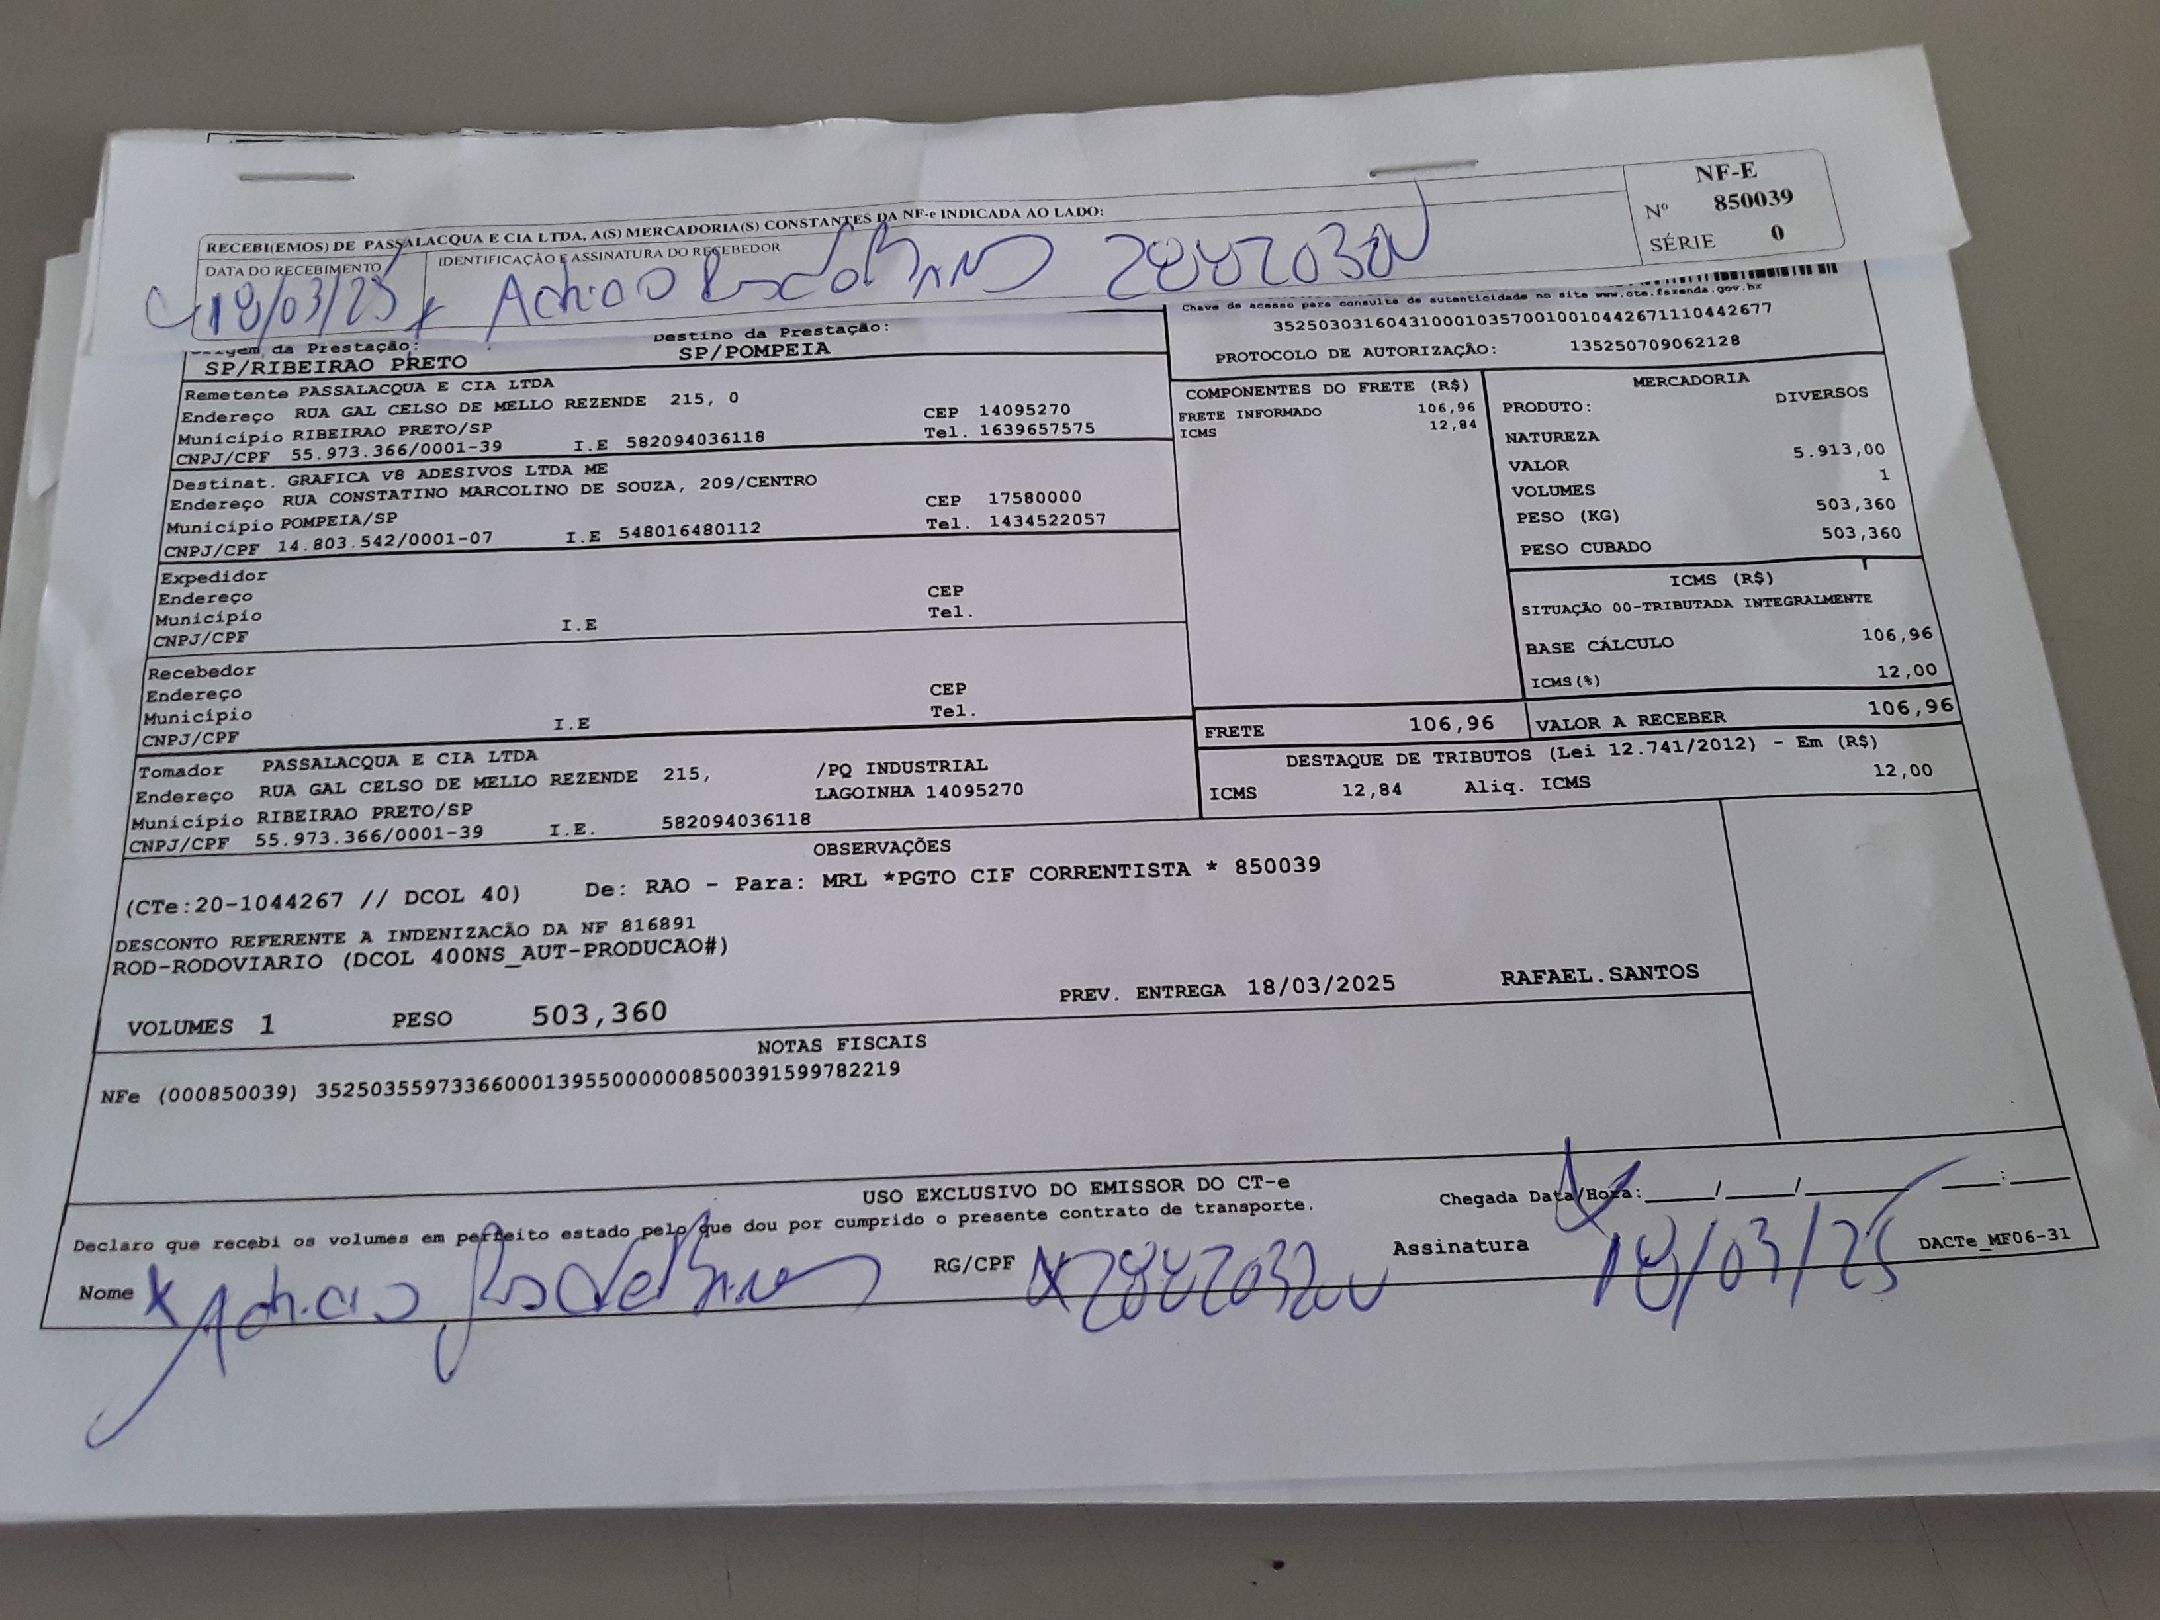 RECEBI(EMOS) DE PASSALACQUA E CIA LTDA, A(S) MERCADORIA(S) CONSTANTES DA NF-e INDICADA AO LADO:
DATA DO RECEBIMENTO
IDENTIFICAÇÃO E ASSINATURA DO RECEBEDOR
18/03/25
NF-E
Nº 850039
SÉRIE 0
Chave de acesso para consulta de autenticidade no site www.cte.fazenda.gov.br
35250303160431000103570010010442671110442677
PROTOCOLO DE AUTORIZAÇÃO: 135250709062128
Origem da Prestação:
SP/RIBEIRAO PRETO
Destino da Prestação:
SP/POMPEIA
Remetente PASSALACQUA E CIA LTDA
Endereço RUA GAL CELSO DE MELLO REZENDE 215, 0 CEP 14095270
Município RIBEIRAO PRETO/SP Tel. 1639657575
CNPJ/CPF 55.973.366/0001-39 I.E 582094036118
Destinat. GRAFICA V8 ADESIVOS LTDA ME
Endereço RUA CONSTATINO MARCOLINO DE SOUZA, 209/CENTRO CEP 17580000
Município POMPEIA/SP Tel. 1434522057
CNPJ/CPF 14.803.542/0001-07 I.E 548016480112
Expedidor
Endereço CEP
Município Tel.
CNPJ/CPF I.E
Recebedor
Endereço CEP
Município Tel.
CNPJ/CPF I.E
Tomador PASSALACQUA E CIA LTDA /PQ INDUSTRIAL
Endereço RUA GAL CELSO DE MELLO REZENDE 215, LAGOINHA 14095270
Município RIBEIRAO PRETO/SP
CNPJ/CPF 55.973.366/0001-39 I.E. 582094036118
COMPONENTES DO FRETE (R$)
FRETE INFORMADO 106,96
ICMS 12,84
MERCADORIA
PRODUTO: DIVERSOS
NATUREZA
VALOR 5.913,00
VOLUMES 1
PESO (KG) 503,360
PESO CUBADO 503,360
ICMS (R$)
SITUAÇÃO 00-TRIBUTADA INTEGRALMENTE
BASE CÁLCULO 106,96
ICMS(%) 12,00
FRETE 106,96 VALOR A RECEBER 106,96
DESTAQUE DE TRIBUTOS (Lei 12.741/2012) - Em (R$)
ICMS 12,84 Aliq. ICMS 12,00
OBSERVAÇÕES
(CTe:20-1044267 // DCOL 40) De: RAO - Para: MRL *PGTO CIF CORRENTISTA * 850039
DESCONTO REFERENTE A INDENIZACÃO DA NF 816891
ROD-RODOVIARIO (DCOL 400NS_AUT-PRODUCAO#)
VOLUMES 1 PESO 503,360 PREV. ENTREGA 18/03/2025 RAFAEL.SANTOS
NOTAS FISCAIS
NFe (000850039) 35250355973366000139550000008500391599782219
USO EXCLUSIVO DO EMISSOR DO CT-e
Declaro que recebi os volumes em perfeito estado pelo que dou por cumprido o presente contrato de transporte.
Chegada Data/Hora:_____/_____/_______ ____:____
Nome RG/CPF Assinatura 18/03/25
DACTe_MF06-31